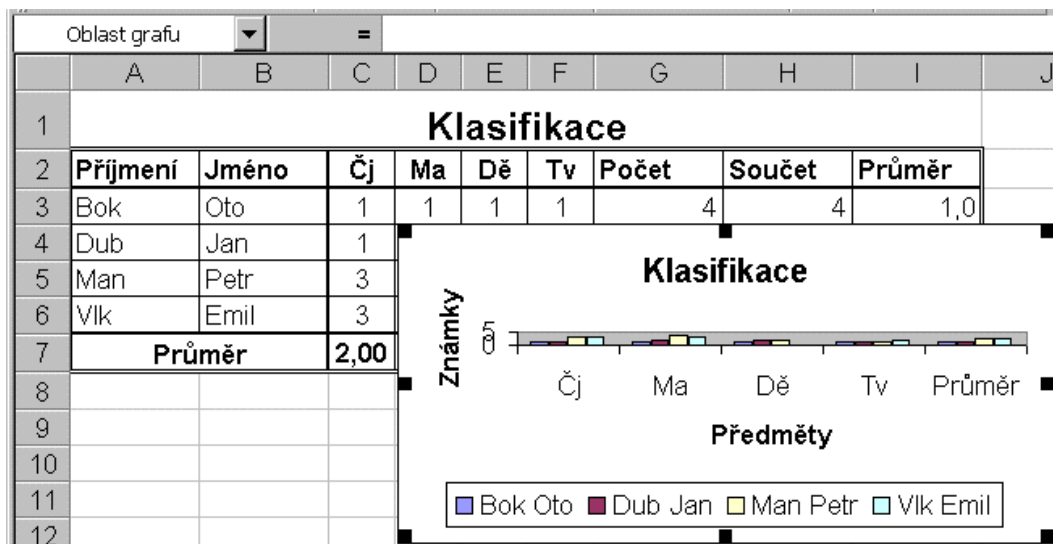 Oblast grafu =
A B C D E F G H I J
1 Klasifikace
2 Příjmení Jméno Čj Ma Dě Tv Počet Součet Průměr
3 Bok Oto 1 1 1 1 4 4 1,0
4 Dub Jan 1
5 Man Petr 3
6 Vlk Emil 3
7 Průměr 2,00
8
9
10
11
12
Klasifikace
Známky
5
0
Čj Ma Dě Tv Průměr
Předměty
Bok Oto Dub Jan Man Petr Vlk Emil